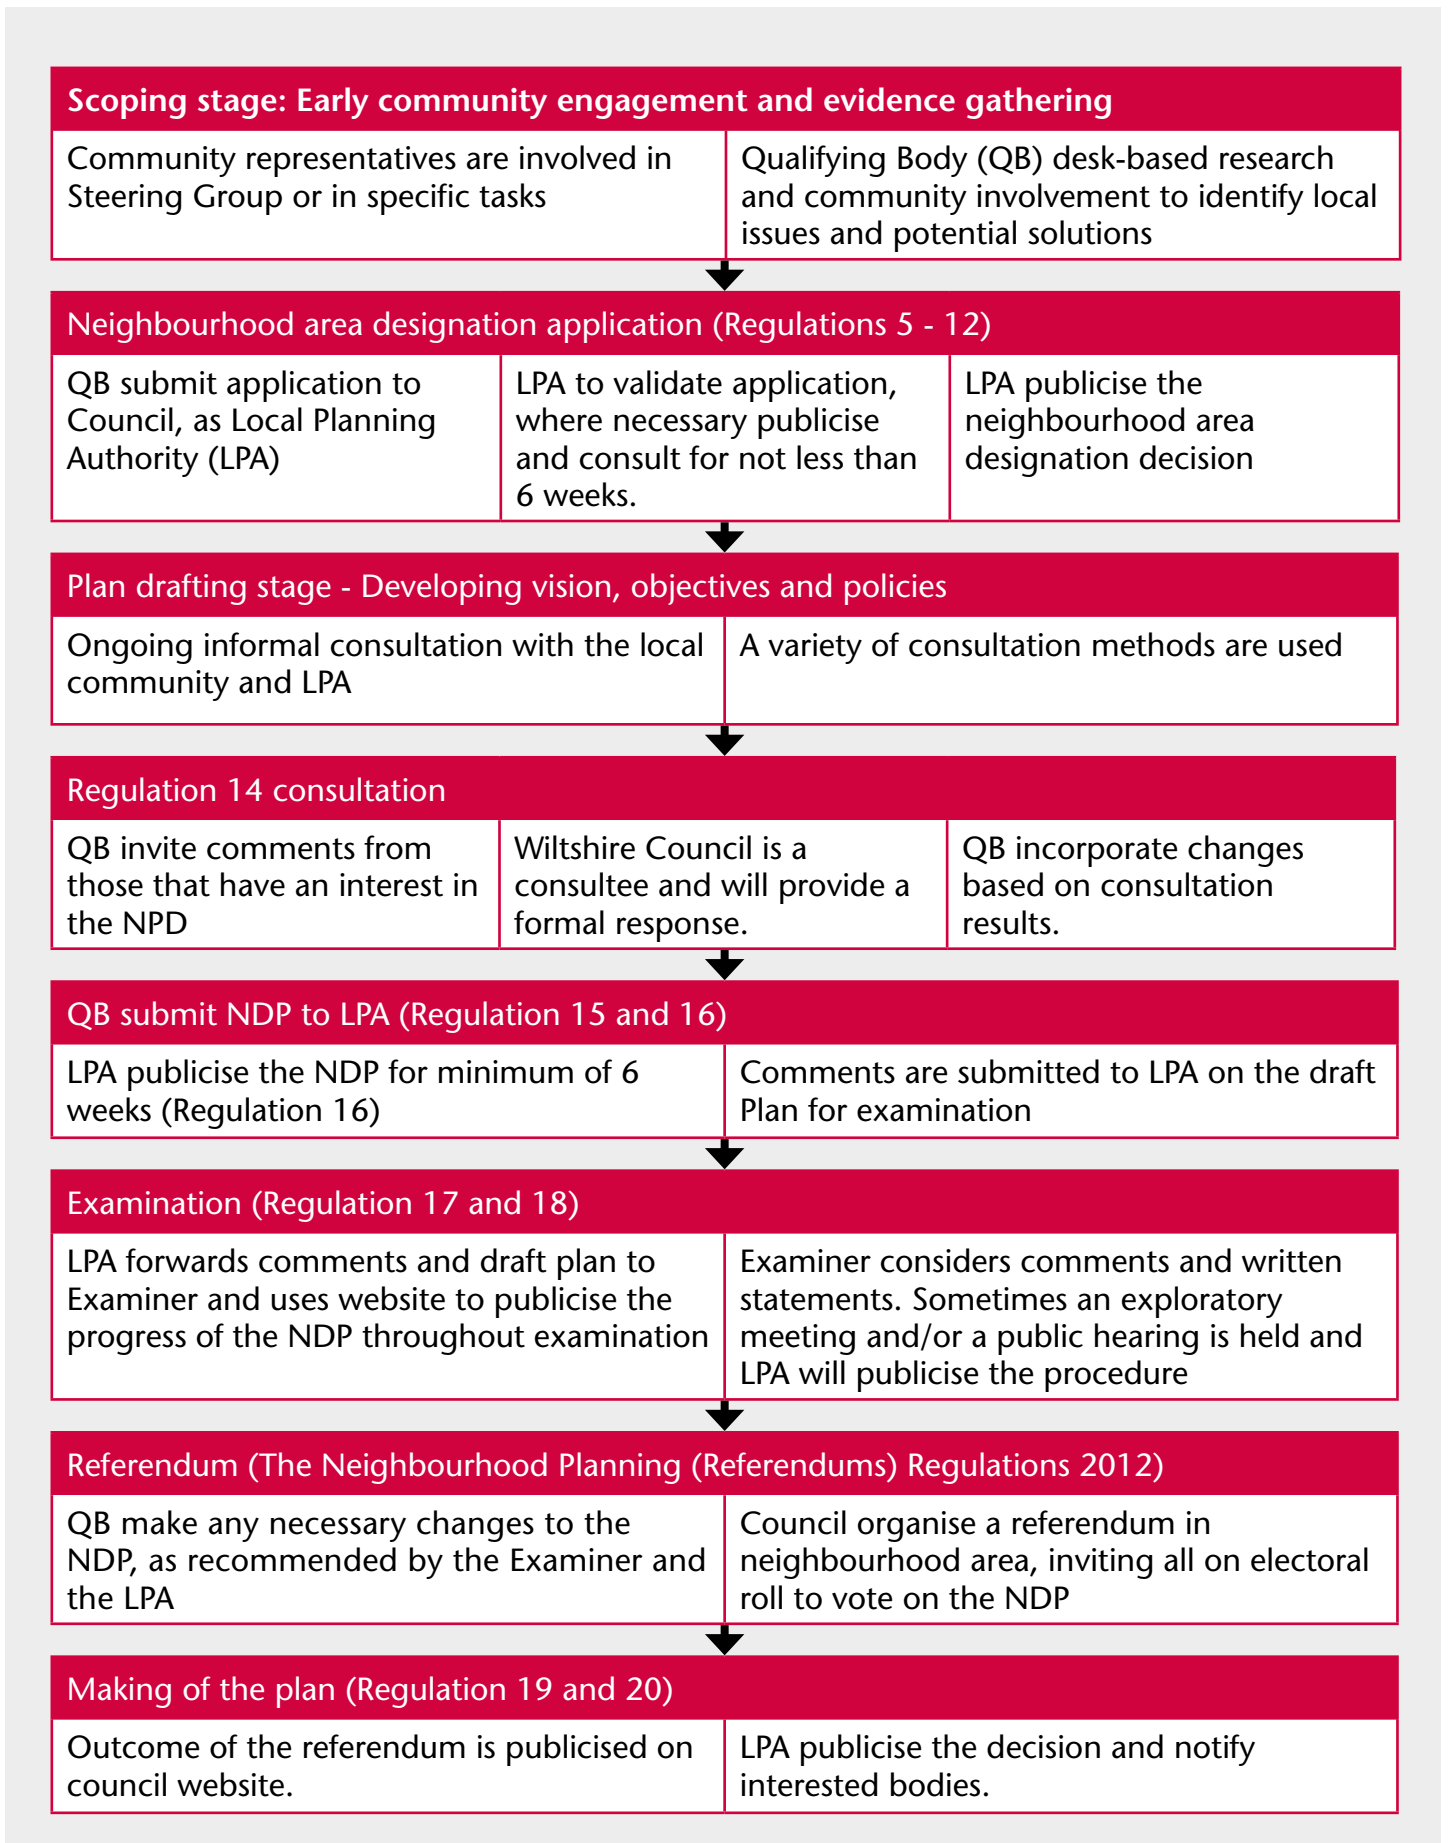 Scoping stage: Early community engagement and evidence gathering
Community representatives are involved in
Steering Group or in specific tasks
Qualifying Body (QB) desk-based research
and community involvement to identify local
issues and potential solutions
Neighbourhood area designation application (Regulations 5 - 12)
QB submit application to
Council, as Local Planning
Authority (LPA)
LPA to validate application,
where necessary publicise
and consult for not less than
6 weeks.
LPA publicise the
neighbourhood area
designation decision
Plan drafting stage - Developing vision, objectives and policies
Ongoing informal consultation with the local
community and LPA
A variety of consultation methods are used
Regulation 14 consultation
QB invite comments from
those that have an interest in
the NPD
Wiltshire Council is a
consultee and will provide a
formal response.
QB incorporate changes
based on consultation
results.
QB submit NDP to LPA (Regulation 15 and 16)
LPA publicise the NDP for minimum of 6
weeks (Regulation 16)
Comments are submitted to LPA on the draft
Plan for examination
Examination (Regulation 17 and 18)
LPA forwards comments and draft plan to
Examiner and uses website to publicise the
progress of the NDP throughout examination
Examiner considers comments and written
statements. Sometimes an exploratory
meeting and/or a public hearing is held and
LPA will publicise the procedure
Referendum (The Neighbourhood Planning (Referendums) Regulations 2012)
QB make any necessary changes to the
NDP, as recommended by the Examiner and
the LPA
Council organise a referendum in
neighbourhood area, inviting all on electoral
roll to vote on the NDP
Making of the plan (Regulation 19 and 20)
Outcome of the referendum is publicised on
council website.
LPA publicise the decision and notify
interested bodies.